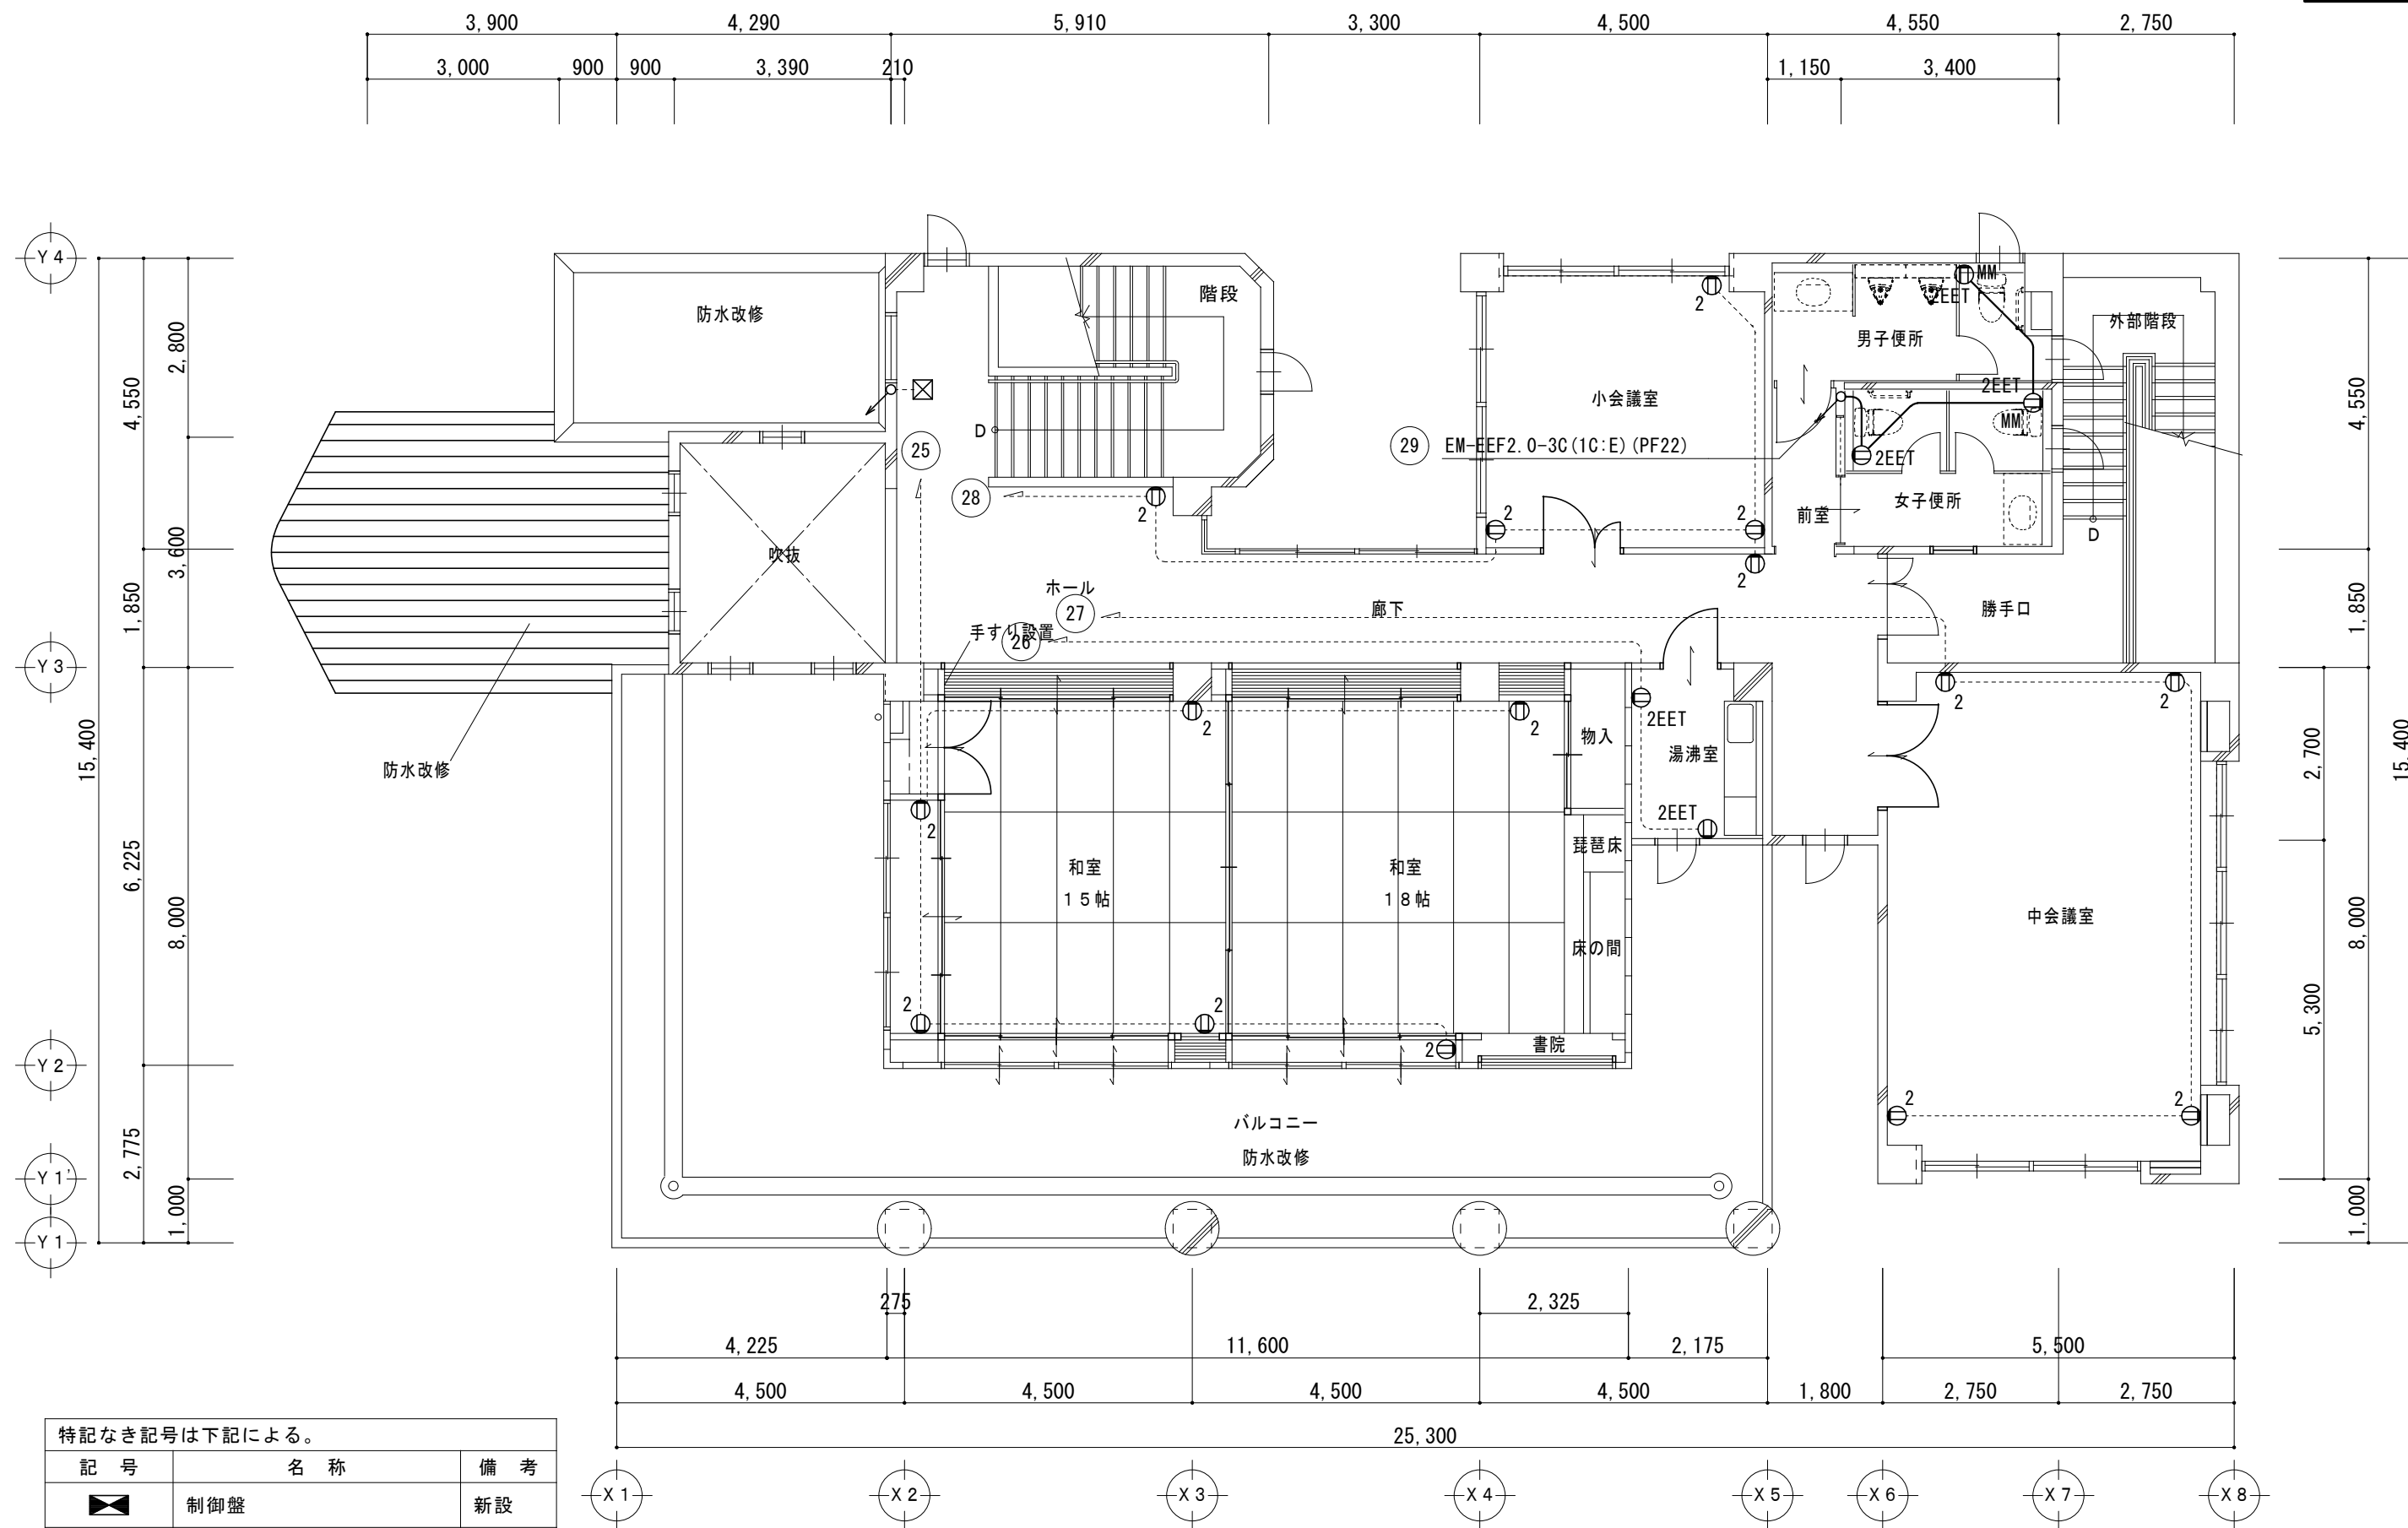 3,900 4,290 5,910 3,300 4,500 4,550 2,750
3,000 900 900 3,390 210 1,150 3,400
Y4
Y3
Y2
Y1'
Y1
15,400
4,550
1,850
6,225
2,775
2,800
3,600
8,000
1,000
防水改修
階段
D
25
28
2
吹抜
ホール
27
26
手すり設置
廊下
防水改修
小会議室
2
2
2
2
29 EM-EEF2.0-3C(1C:E)(PF22)
男子便所
MM
2EET
2EET
MM
2EET
女子便所
前室
外部階段
D
勝手口
物入
2EET
湯沸室
2EET
琵琶床
床の間
書院
和室
15帖
和室
18帖
2
2
2
2
2
2
中会議室
2
2
2
2
バルコニー
防水改修
4,550
1,850
2,700
5,300
8,000
1,000
15,400
275 2,325
4,225 11,600 2,175 5,500
4,500 4,500 4,500 4,500 1,800 2,750 2,750
25,300
X1 X2 X3 X4 X5 X6 X7 X8
特記なき記号は下記による。
記 号 名 称 備 考
制御盤 新設